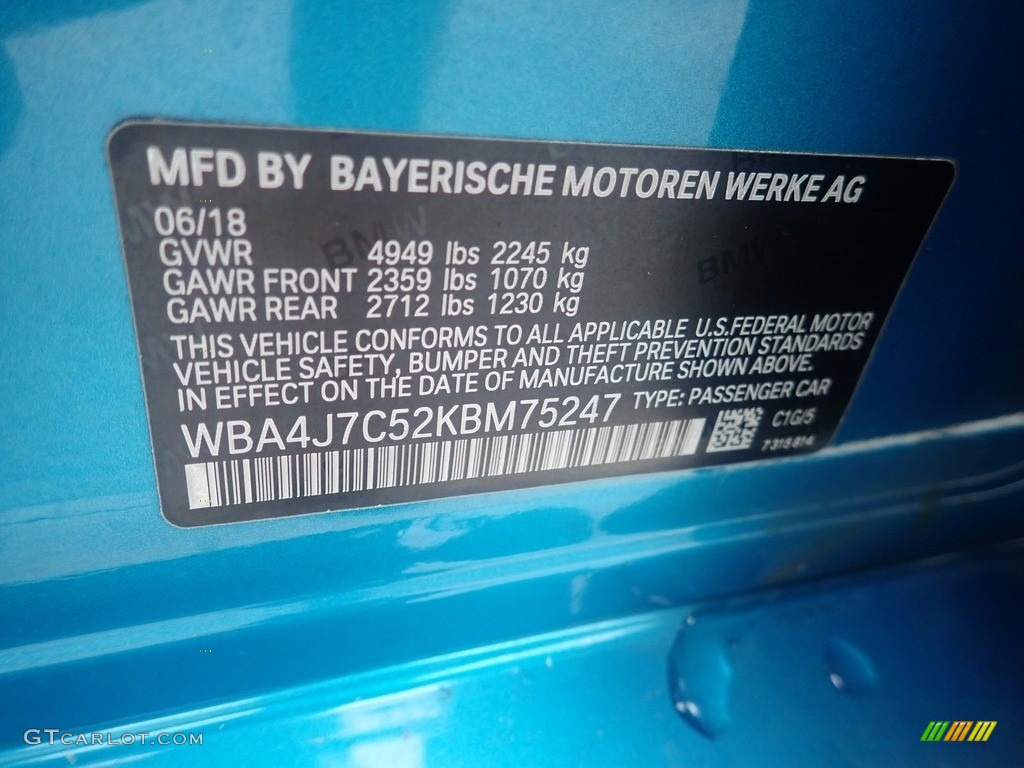 MFD BY BAYERISCHE MOTOREN WERKE AG
06/18
GVWR 4949 lbs 2245 kg
GAWR FRONT 2359 lbs 1070 kg
GAWR REAR 2712 lbs 1230 kg
THIS VEHICLE CONFORMS TO ALL APPLICABLE U.S.FEDERAL MOTOR
VEHICLE SAFETY, BUMPER AND THEFT PREVENTION STANDARDS
IN EFFECT ON THE DATE OF MANUFACTURE SHOWN ABOVE.
WBA4J7C52KBM75247 TYPE: PASSENGER CAR
C1G/5
7315814
BMW
BMW
GTCARLOT.COM